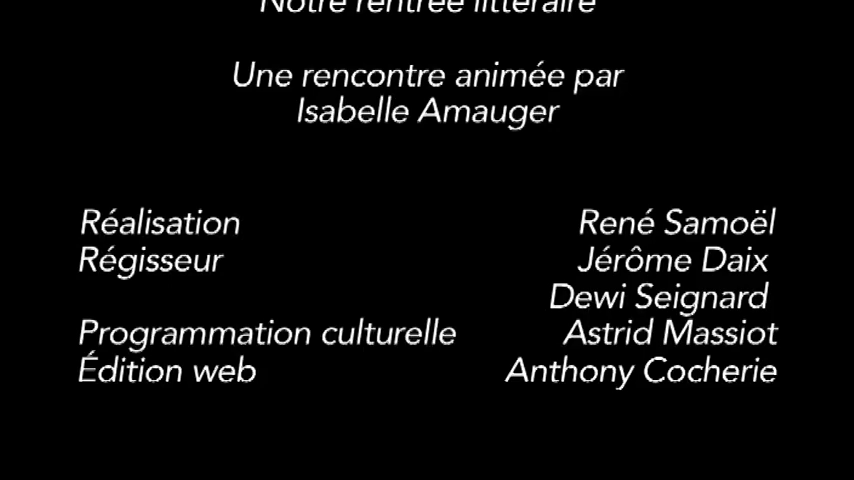 Notre rentrée littéraire
Une rencontre animée par
Isabelle Amauger
Réalisation René Samoël
Régisseur Jérôme Daix
Dewi Seignard
Programmation culturelle Astrid Massiot
Édition web Anthony Cocherie